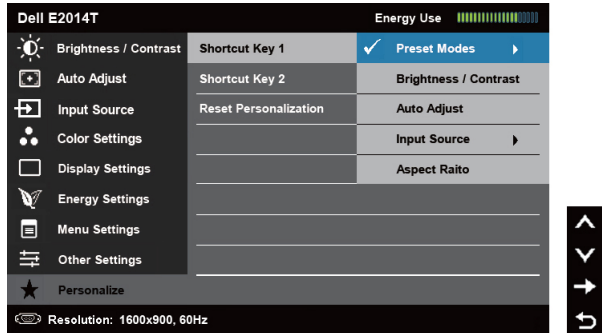 Dell E2014T
Energy Use
Brightness / Contrast
Auto Adjust
Input Source
Color Settings
Display Settings
Energy Settings
Menu Settings
Other Settings
Personalize
Shortcut Key 1
Shortcut Key 2
Reset Personalization
Preset Modes
Brightness / Contrast
Auto Adjust
Input Source
Aspect Raito
Resolution: 1600x900, 60Hz